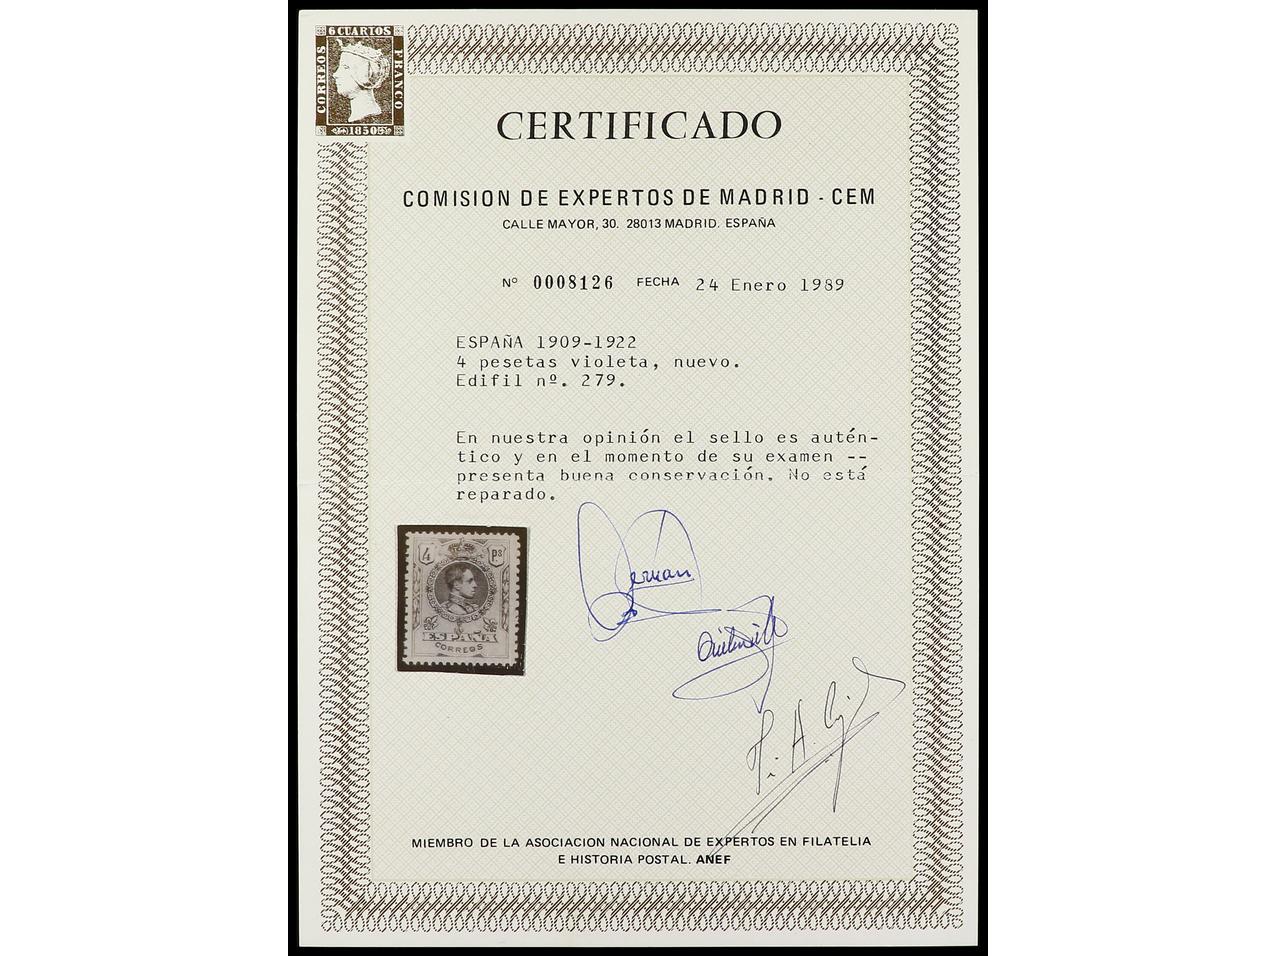 6 CUARTOS
CORREOS
FRANCO
1850
CERTIFICADO
COMISION DE EXPERTOS DE MADRID - CEM
CALLE MAYOR, 30. 28013 MADRID. ESPAÑA
Nº 0008126 FECHA 24 Enero 1989
ESPAÑA 1909-1922
4 pesetas violeta, nuevo.
Edifil nº. 279.
En nuestra opinión el sello es autén-
tico y en el momento de su examen --
presenta buena conservación. No está
reparado.
4 Ps
ESPAÑA
CORREOS
MIEMBRO DE LA ASOCIACION NACIONAL DE EXPERTOS EN FILATELIA
E HISTORIA POSTAL. ANEF